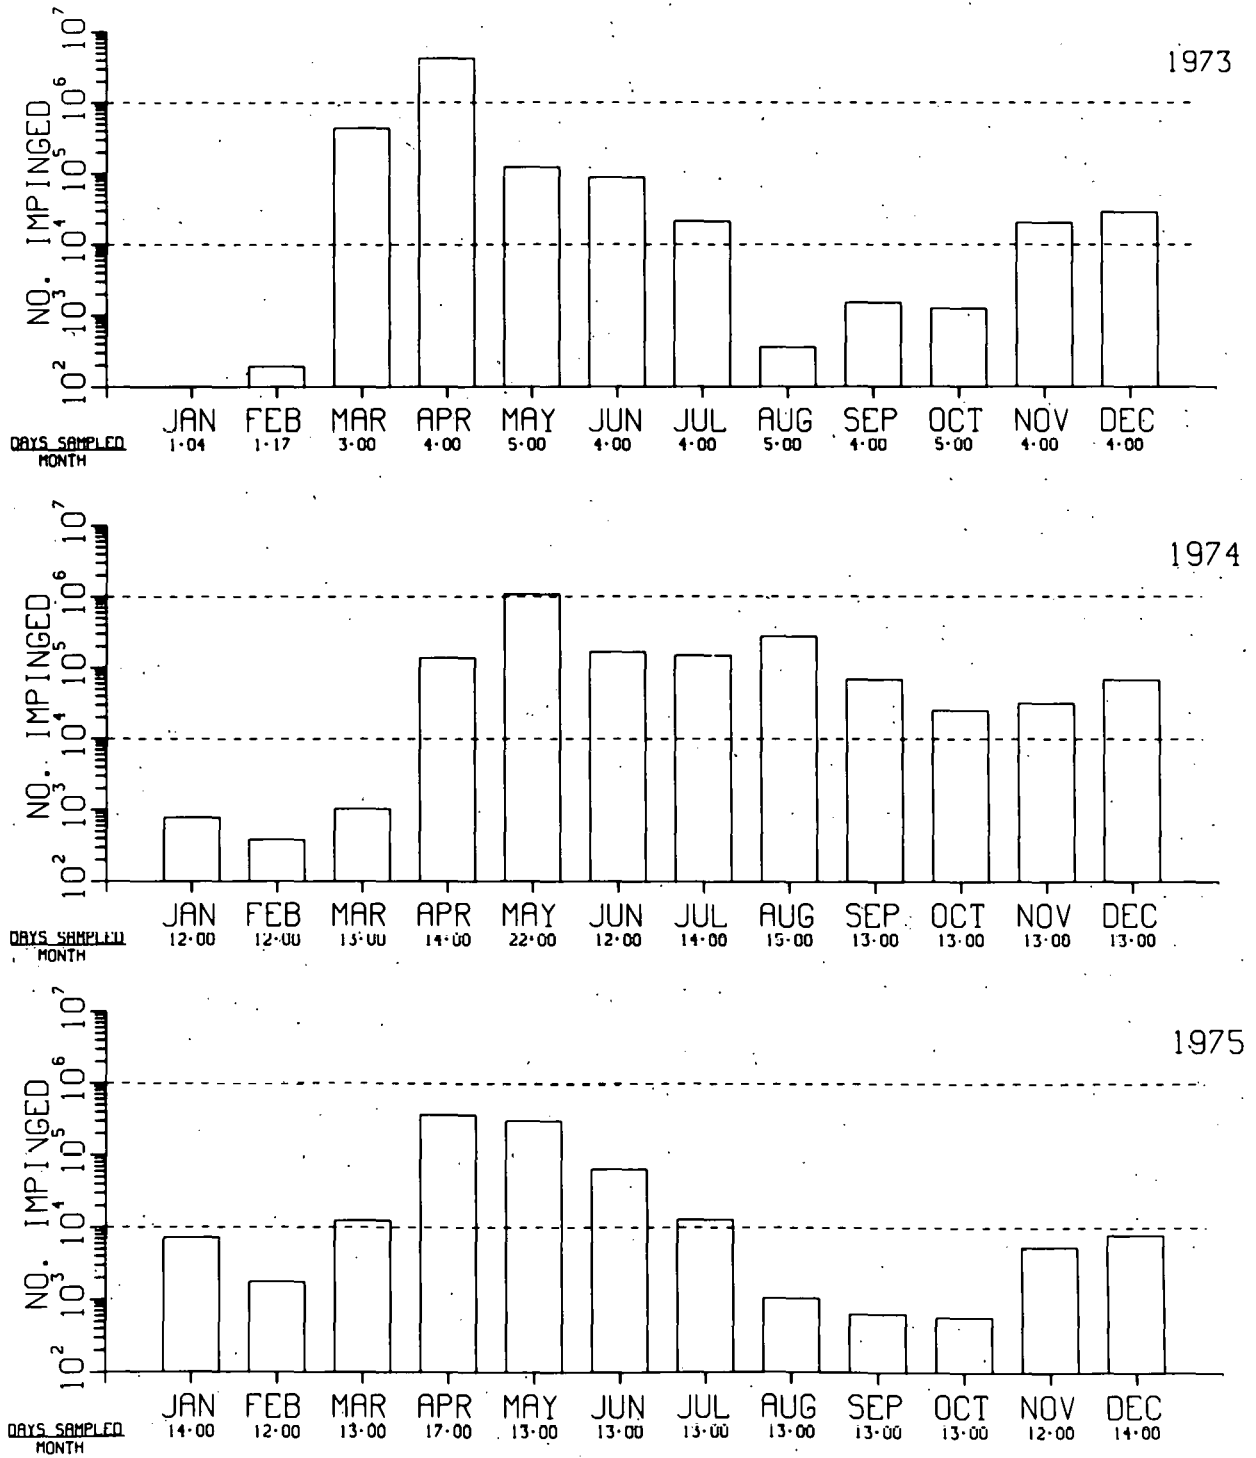 1973
NO. IMPINGED
10^7
10^6
10^5
10^4
10^3
10^2
JAN FEB MAR APR MAY JUN JUL AUG SEP OCT NOV DEC
DAYS SAMPLED 1.04 1.17 3.00 4.00 5.00 4.00 4.00 5.00 4.00 5.00 4.00 4.00
MONTH
1974
NO. IMPINGED
10^7
10^6
10^5
10^4
10^3
10^2
JAN FEB MAR APR MAY JUN JUL AUG SEP OCT NOV DEC
DAYS SAMPLED 12.00 12.00 13.00 14.00 22.00 12.00 14.00 15.00 13.00 13.00 13.00 13.00
MONTH
1975
NO. IMPINGED
10^7
10^6
10^5
10^4
10^3
10^2
JAN FEB MAR APR MAY JUN JUL AUG SEP OCT NOV DEC
DAYS SAMPLED 14.00 12.00 13.00 17.00 13.00 13.00 13.00 13.00 13.00 13.00 12.00 14.00
MONTH